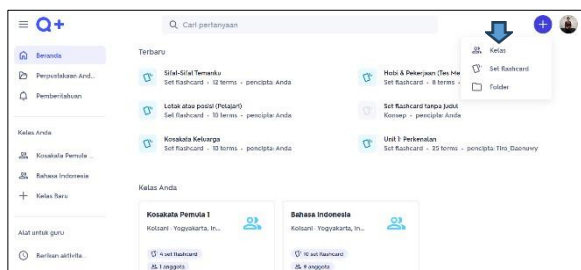 Q+
Cari pertanyaan
Beranda
Perpustakaan And...
Pemberitahuan
Kelas Anda
Kosakata Pemula ...
Bahasa Indonesia
Kelas Baru
Alat untuk guru
Berikan aktivita...
Terbaru
Sifat-Sifat Temanku
Set flashcard - 12 terms - pencipta: Anda
Letak atau posisi (Pelajari)
Set flashcard - 10 terms - pencipta: Anda
Kosakata Keluarga
Set flashcard - 10 terms - pencipta: Anda
Hobi & Pekerjaan (Tes Me
Set flashcard - 8 terms -
Set flashcard tanpa judul
Konsep - pencipta: Anda
Unit 1: Perkenalan
Set flashcard - 35 terms - pencipta: Tiro_Daenuwy
Kelas
Set flashcard
Folder
Kelas Anda
Kosakata Pemula 1
Kolsani - Yogyakarta, In...
4 set flashcard
1 anggota
Bahasa Indonesia
Kolsani - Yogyakarta, In...
10 set flashcard
9 anggota